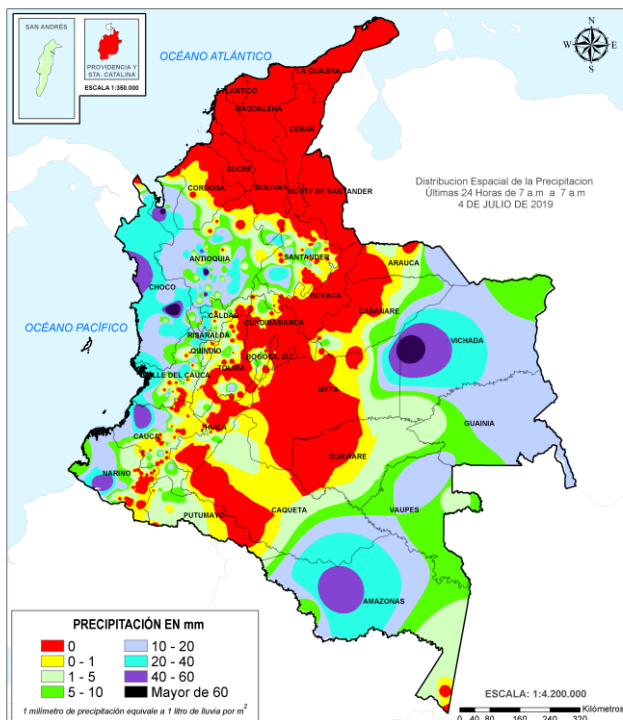 SAN ANDRÉS
PROVIDENCIA Y
STA. CATALINA
ESCALA 1:350.000
OCÉANO ATLÁNTICO
N
W E
S
LA GUAJIRA
ATLANTICO
MAGDALENA
CESAR
Distribucion Espacial de la Precipitacion
Últimas 24 Horas de 7 a.m a 7 a.m
4 DE JULIO DE 2019
SUCRE
CORDOBA
BOLIVAR
NORTE DE SANTANDER
ANTIOQUIA
SANTANDER
ARAUCA
CHOCO
BOYACA
CASANARE
OCÉANO PACÍFICO
CALDAS
CUNDINAMARCA
RISARALDA
VICHADA
QUINDIO
BOGOTA, D.C.
VALLE DEL CAUCA
TOLIMA
META
GUAINIA
HUILA
CAUCA
GUAVIARE
NARIÑO
CAQUETA
VAUPES
PUTUMAYO
AMAZONAS
PRECIPITACIÓN EN mm
0
10 - 20
0 - 1
20 - 40
1 - 5
40 - 60
5 - 10
Mayor de 60
1 milimetro de precipitación equivale a 1 litro de lluvia por m²
ESCALA: 1:4.200.000
Kilómetros
0 40 80 160 240 320